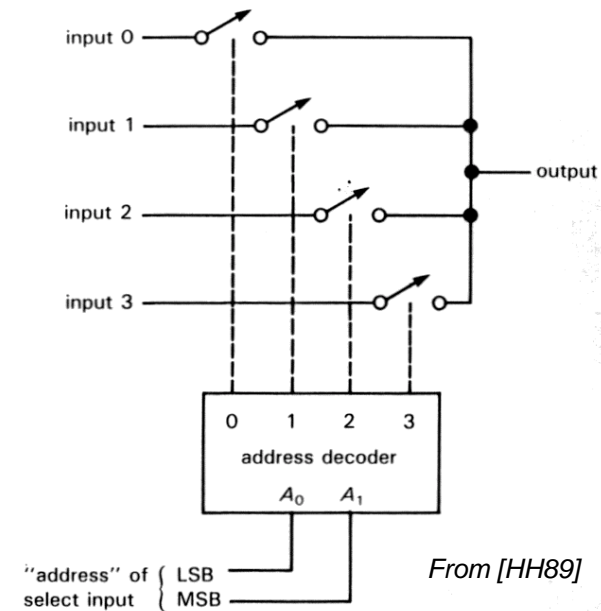 input 0
input 1
output
input 2
input 3
0 1 2 3
address decoder
A₀ A₁
"address" of { LSB
select input { MSB
From [HH89]